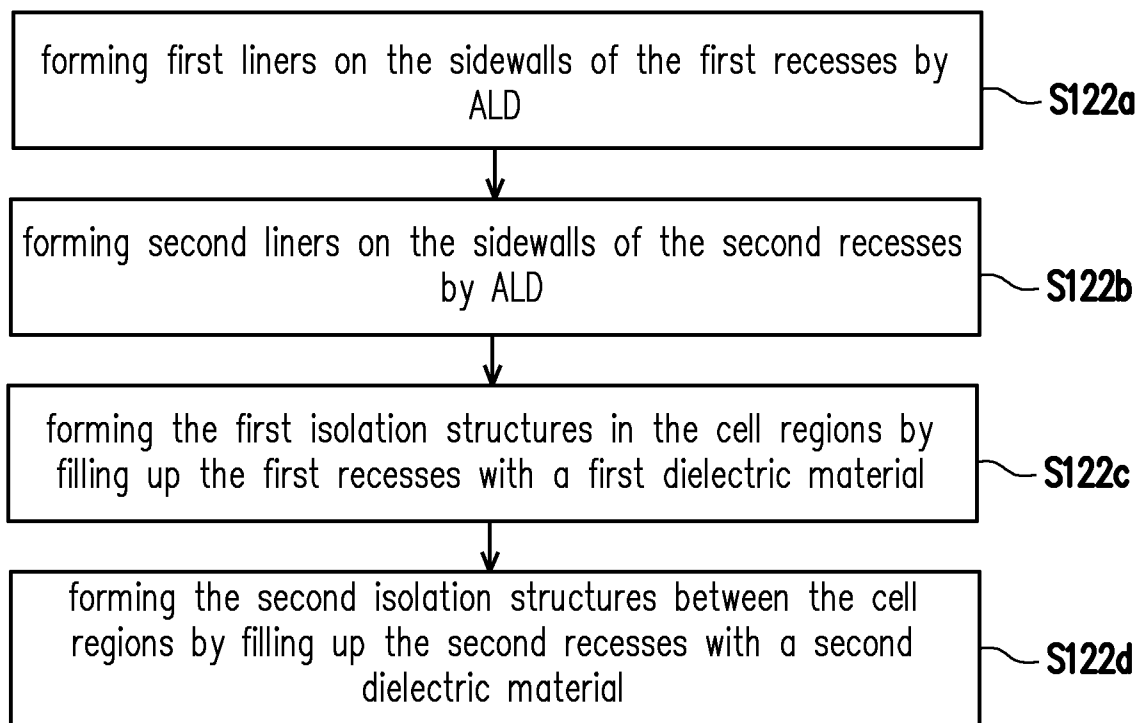 forming first liners on the sidewalls of the first recesses by
ALD
S122a
forming second liners on the sidewalls of the second recesses
by ALD
S122b
forming the first isolation structures in the cell regions by
filling up the first recesses with a first dielectric material
S122c
forming the second isolation structures between the cell
regions by filling up the second recesses with a second
dielectric material
S122d